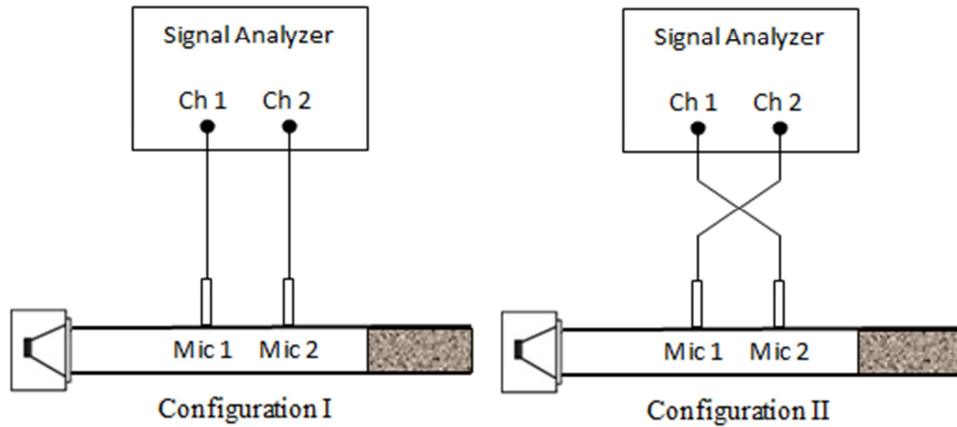 Signal Analyzer
Ch 1 Ch 2
Mic 1 Mic 2
Configuration I
Signal Analyzer
Ch 1 Ch 2
Mic 1 Mic 2
Configuration II